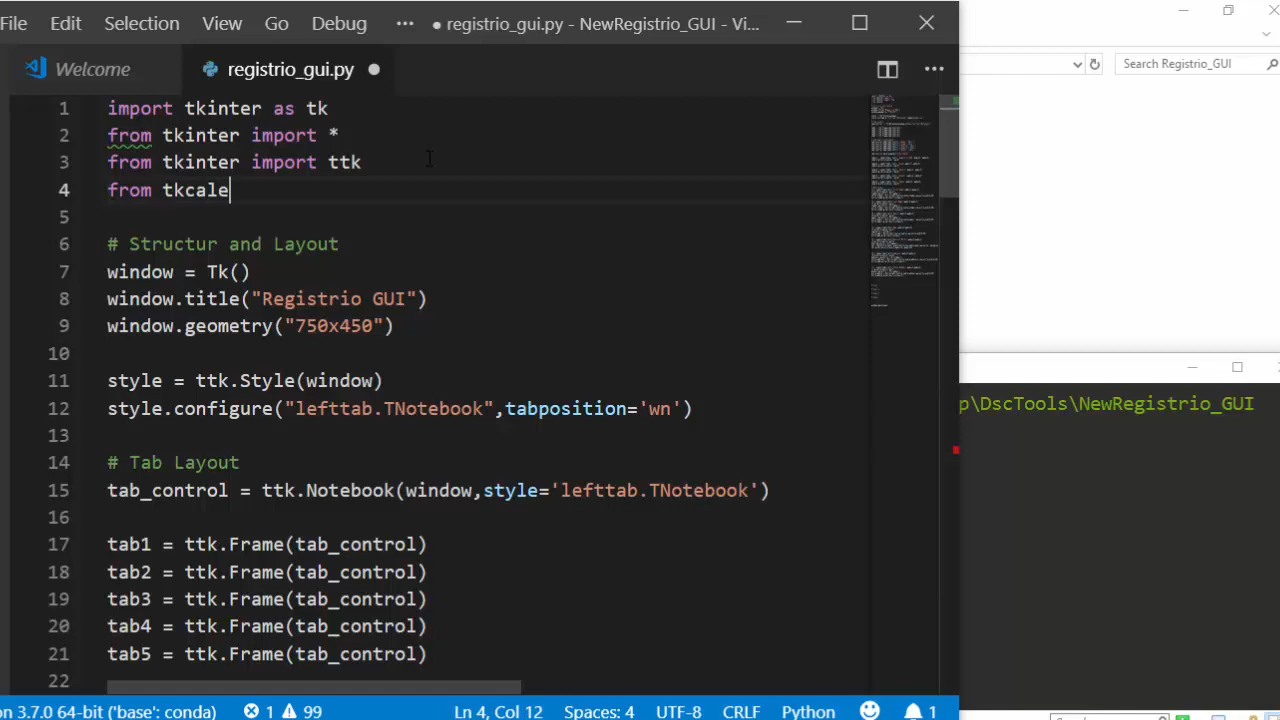 File Edit Selection View Go Debug ··· ● registrio_gui.py - NewRegistrio_GUI - Vi...
Welcome registrio_gui.py ●
1 import tkinter as tk
2 from tkinter import *
3 from tkinter import ttk
4 from tkcale
5
6 # Structur and Layout
7 window = Tk()
8 window.title("Registrio GUI")
9 window.geometry("750x450")
10
11 style = ttk.Style(window)
12 style.configure("lefttab.TNotebook",tabposition='wn')
13
14 # Tab Layout
15 tab_control = ttk.Notebook(window,style='lefttab.TNotebook')
16
17 tab1 = ttk.Frame(tab_control)
18 tab2 = ttk.Frame(tab_control)
19 tab3 = ttk.Frame(tab_control)
20 tab4 = ttk.Frame(tab_control)
21 tab5 = ttk.Frame(tab_control)
22
on 3.7.0 64-bit ('base': conda) 1 99 Ln 4, Col 12 Spaces: 4 UTF-8 CRLF Python 1
Search Registrio_GUI
p\DscTools\NewRegistrio_GUI